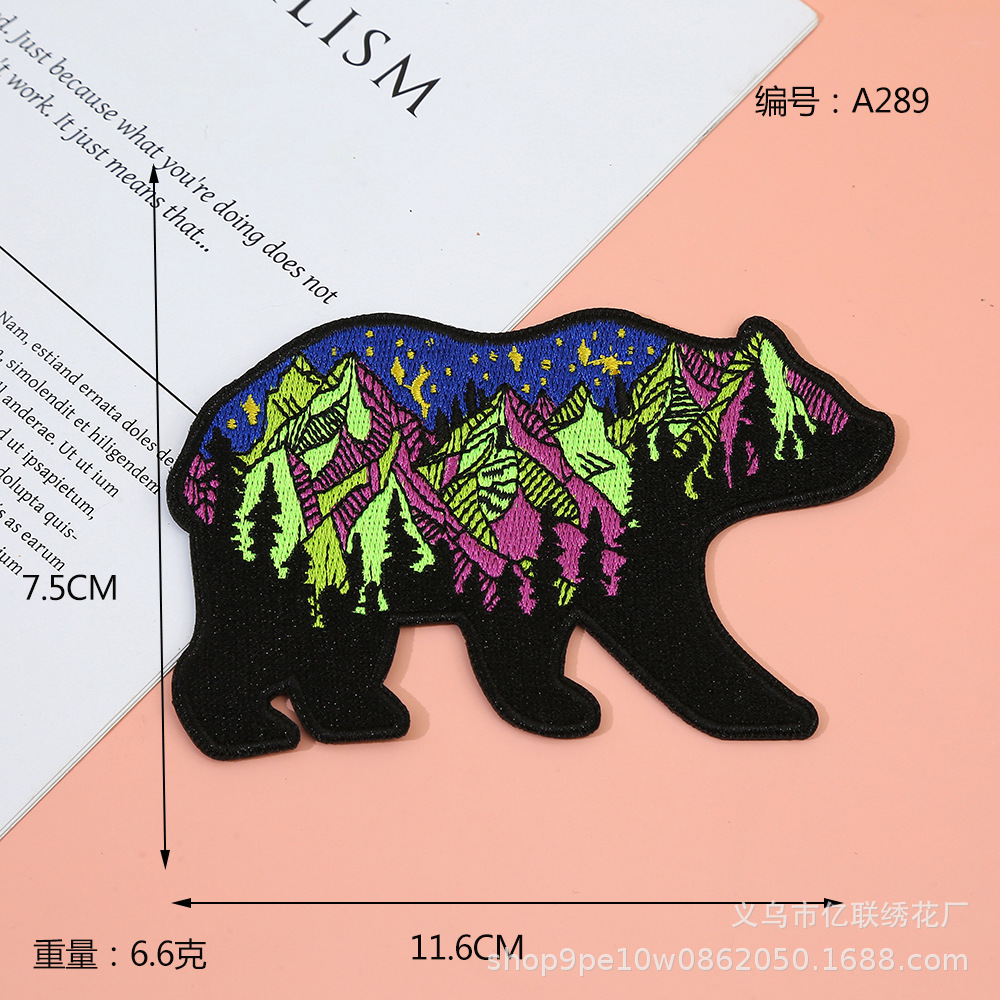 ILISM
编号：A289
d. Just because what you're doing does not
't work. It just means that...
Nam, estiand ernata doles de
, simolendit et hiligendem
anderae. Ut ut ium
d ut ipsapietum,
dolupta quis-
s as earum
ium
7.5CM
11.6CM
重量：6.6克
义乌市亿联绣花厂
shop9pe10w0862050.1688.com